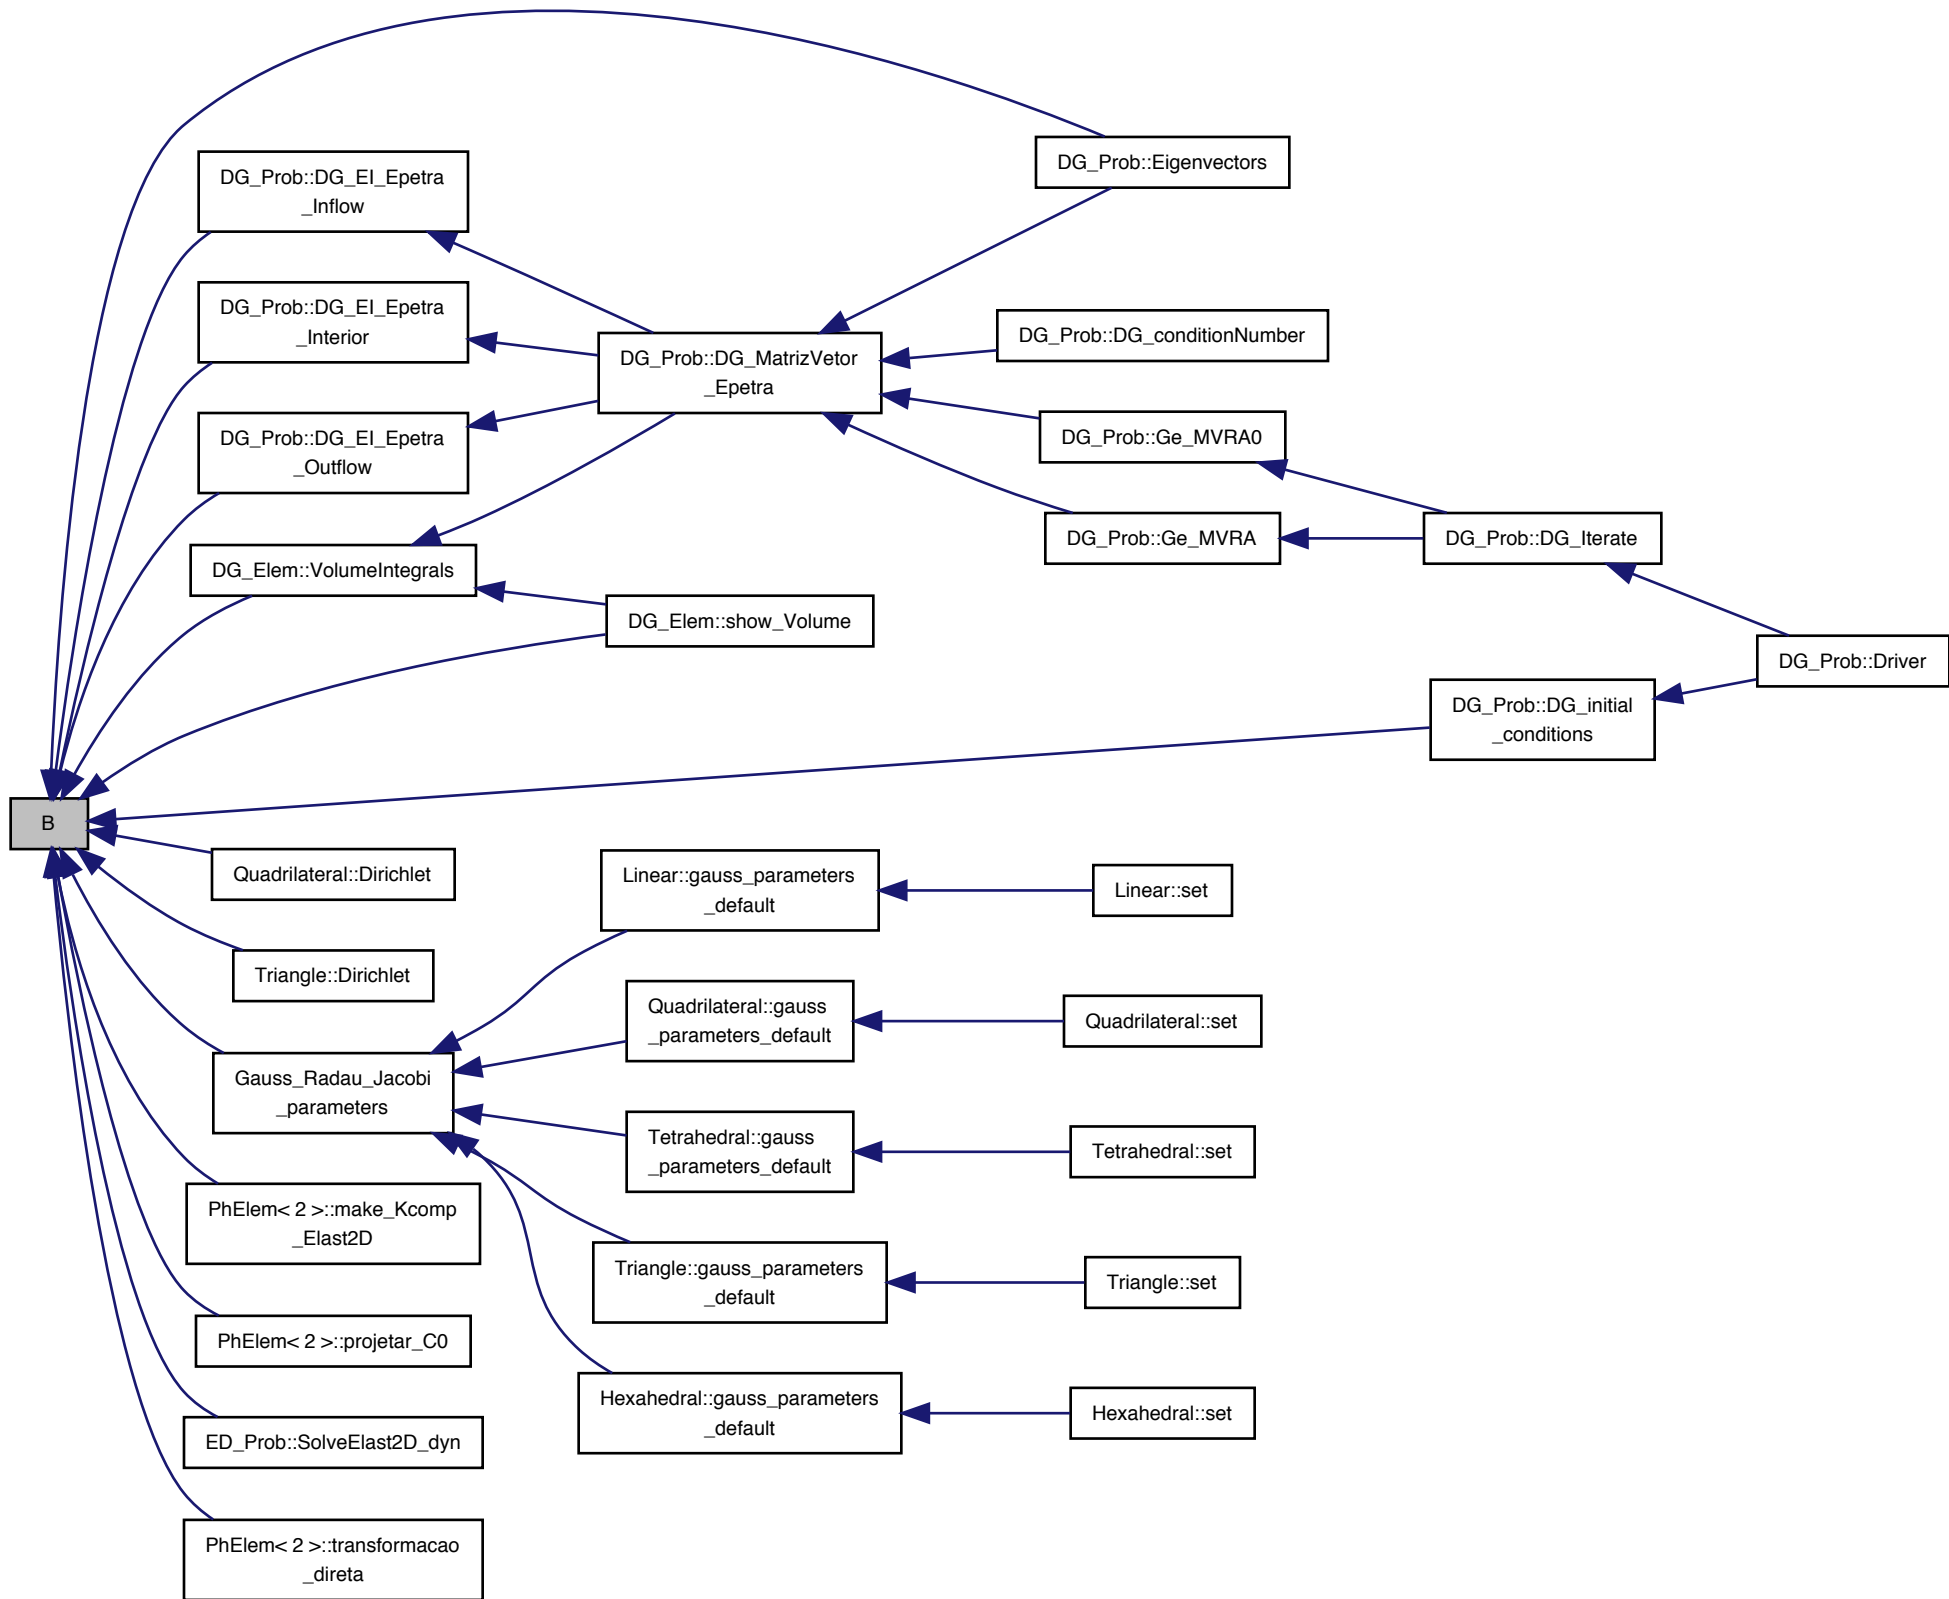 DG_Prob::Eigenvectors
DG_Prob::DG_EI_Epetra
_Inflow
DG_Prob::DG_EI_Epetra
_Interior
DG_Prob::DG_conditionNumber
DG_Prob::DG_MatrizVetor
_Epetra
DG_Prob::DG_EI_Epetra
_Outflow
DG_Prob::Ge_MVRA0
DG_Prob::Ge_MVRA
DG_Prob::DG_Iterate
DG_Elem::VolumeIntegrals
DG_Elem::show_Volume
DG_Prob::Driver
DG_Prob::DG_initial
_conditions
B
Quadrilateral::Dirichlet
Linear::gauss_parameters
_default
Linear::set
Triangle::Dirichlet
Quadrilateral::gauss
_parameters_default
Quadrilateral::set
Gauss_Radau_Jacobi
_parameters
Tetrahedral::gauss
_parameters_default
Tetrahedral::set
PhElem< 2 >::make_Kcomp
_Elast2D
Triangle::gauss_parameters
_default
Triangle::set
PhElem< 2 >::projetar_C0
Hexahedral::gauss_parameters
_default
Hexahedral::set
ED_Prob::SolveElast2D_dyn
PhElem< 2 >::transformacao
_direta